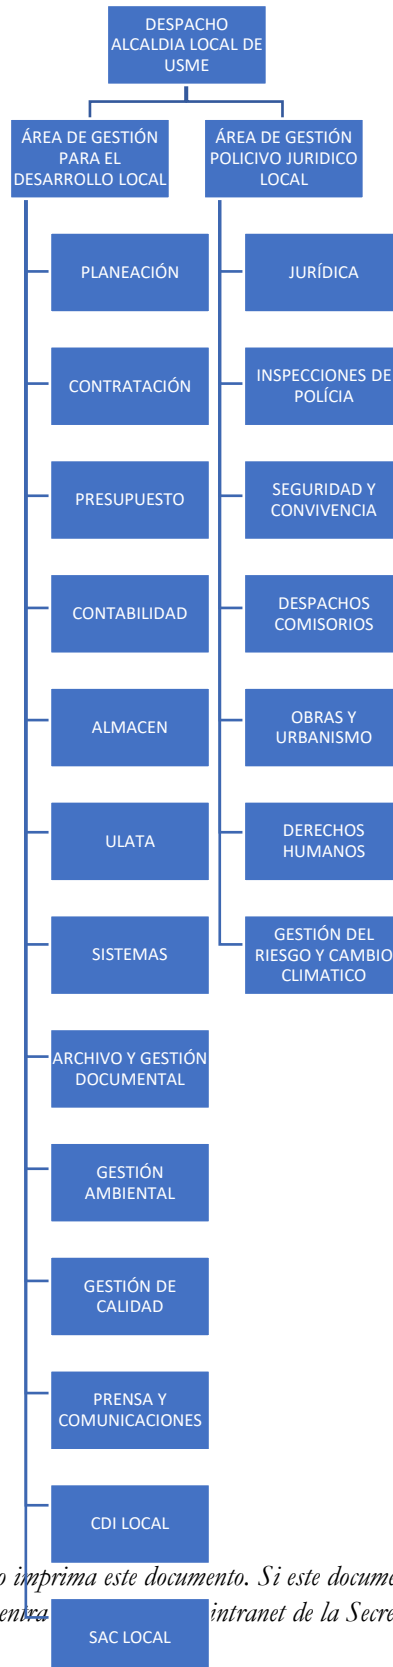 DESPACHO
ALCALDIA LOCAL DE
USME
ÁREA DE GESTIÓN
PARA EL
DESARROLLO LOCAL
ÁREA DE GESTIÓN
POLICIVO JURIDICO
LOCAL
PLANEACIÓN
CONTRATACIÓN
PRESUPUESTO
CONTABILIDAD
ALMACEN
ULATA
SISTEMAS
ARCHIVO Y GESTIÓN
DOCUMENTAL
GESTIÓN
AMBIENTAL
GESTIÓN DE
CALIDAD
PRENSA Y
COMUNICACIONES
CDI LOCAL
SAC LOCAL
JURÍDICA
INSPECCIONES DE
POLÍCIA
SEGURIDAD Y
CONVIVENCIA
DESPACHOS
COMISORIOS
OBRAS Y
URBANISMO
DERECHOS
HUMANOS
GESTIÓN DEL
RIESGO Y CAMBIO
CLIMATICO
o imprima este documento. Si este docume
entra intranet de la Secre